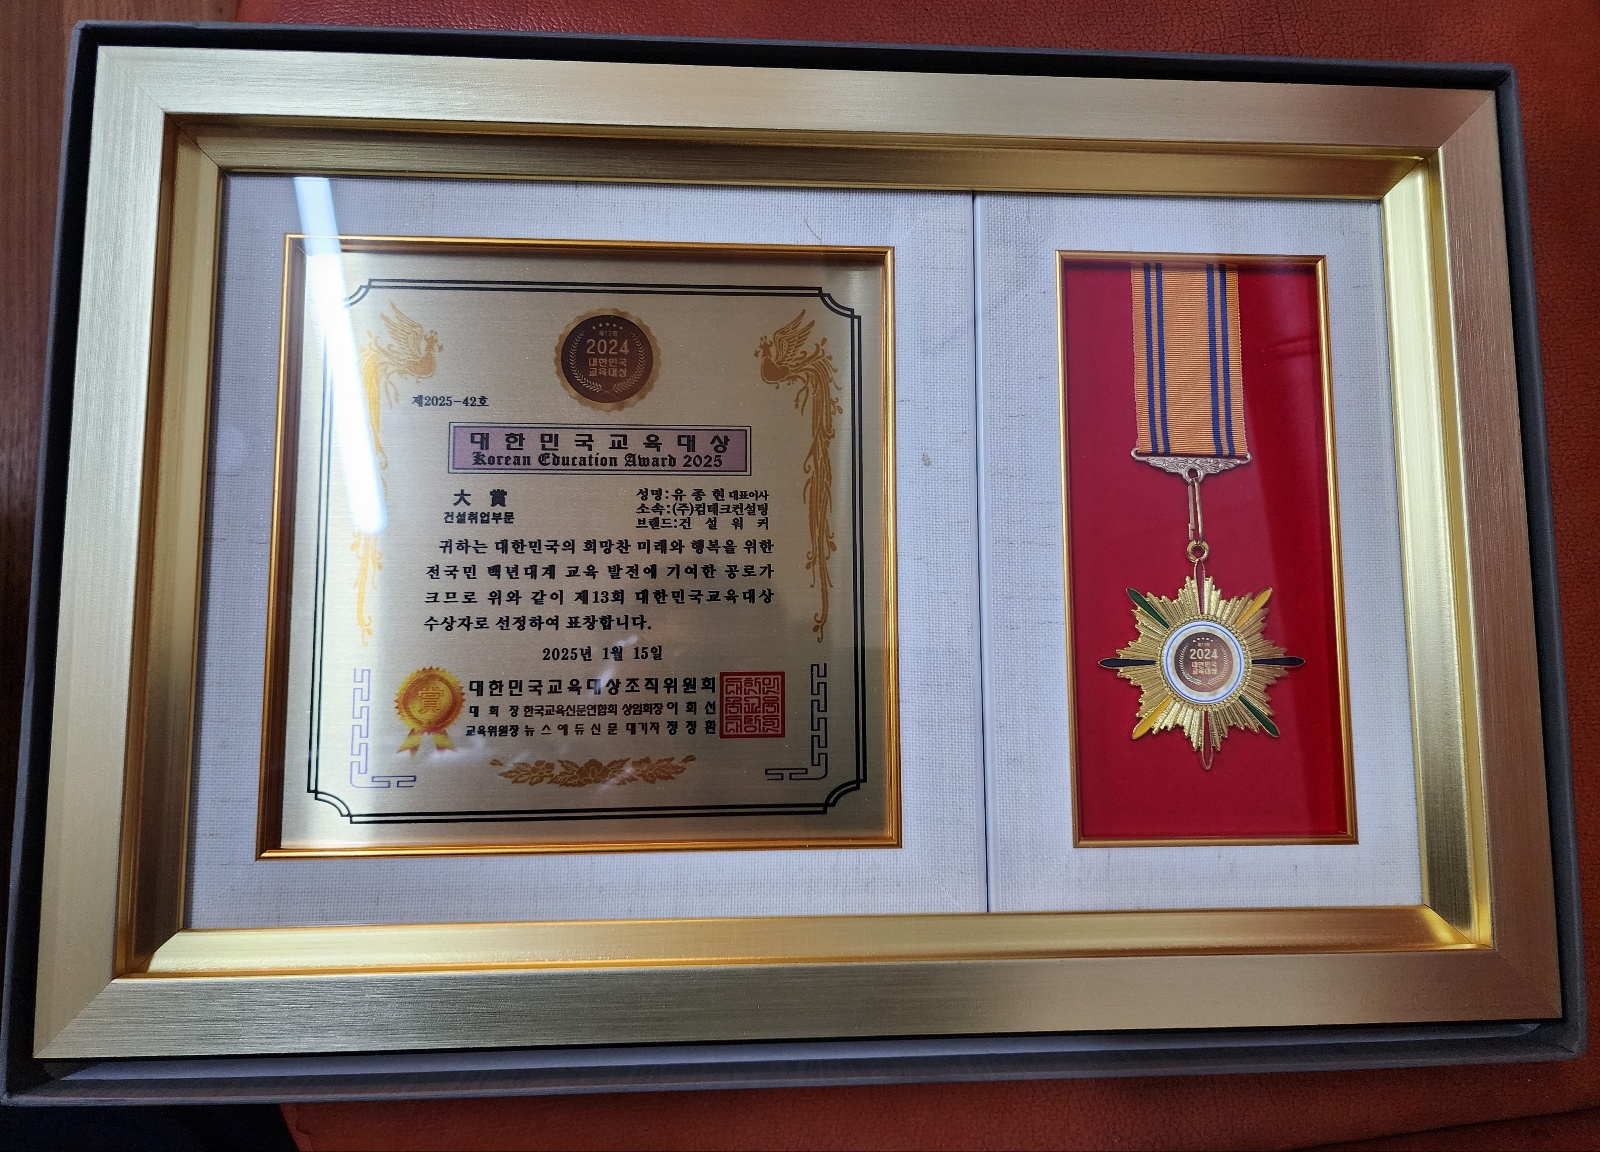 제13회
2024
대한민국
교육대상
제2025-42호
대한민국교육대상
Korean Education Award 2025
大賞
건설취업부문
성명:유종현 대표이사
소속:(주)컴테크컨설팅
브랜드:건설워커
귀하는 대한민국의 희망찬 미래와 행복을 위한
전국민 백년대계 교육 발전에 기여한 공로가
크므로 위와 같이 제13회 대한민국교육대상
수상자로 선정하여 표창합니다.
2025년 1월 15일
賞
대한민국교육대상조직위원회
대회장 한국교육신문연합회 상임회장 이희선
교육위원장 뉴스에듀신문 대기자 정정환
2024
대한민국
교육대상